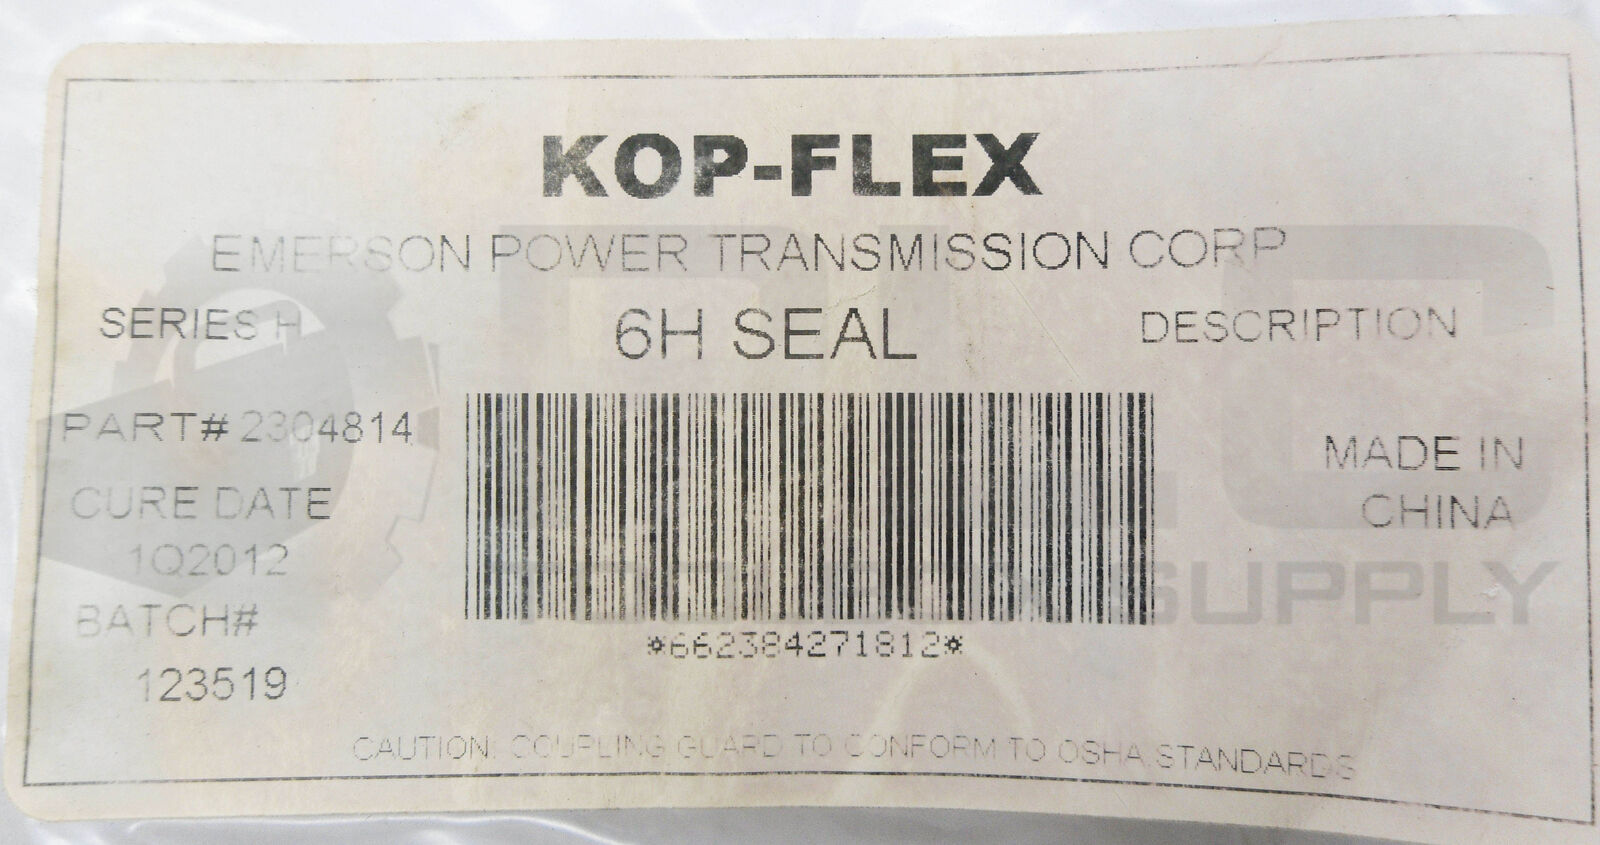 KOP-FLEX
EMERSON POWER TRANSMISSION CORP
SERIES H 6H SEAL DESCRIPTION
PART# 2304814
MADE IN
CHINA
CURE DATE
1Q2012
BATCH#
123519
*662384271812*
CAUTION: COUPLING GUARD TO CONFORM TO OSHA STANDARDS
SUPPLY